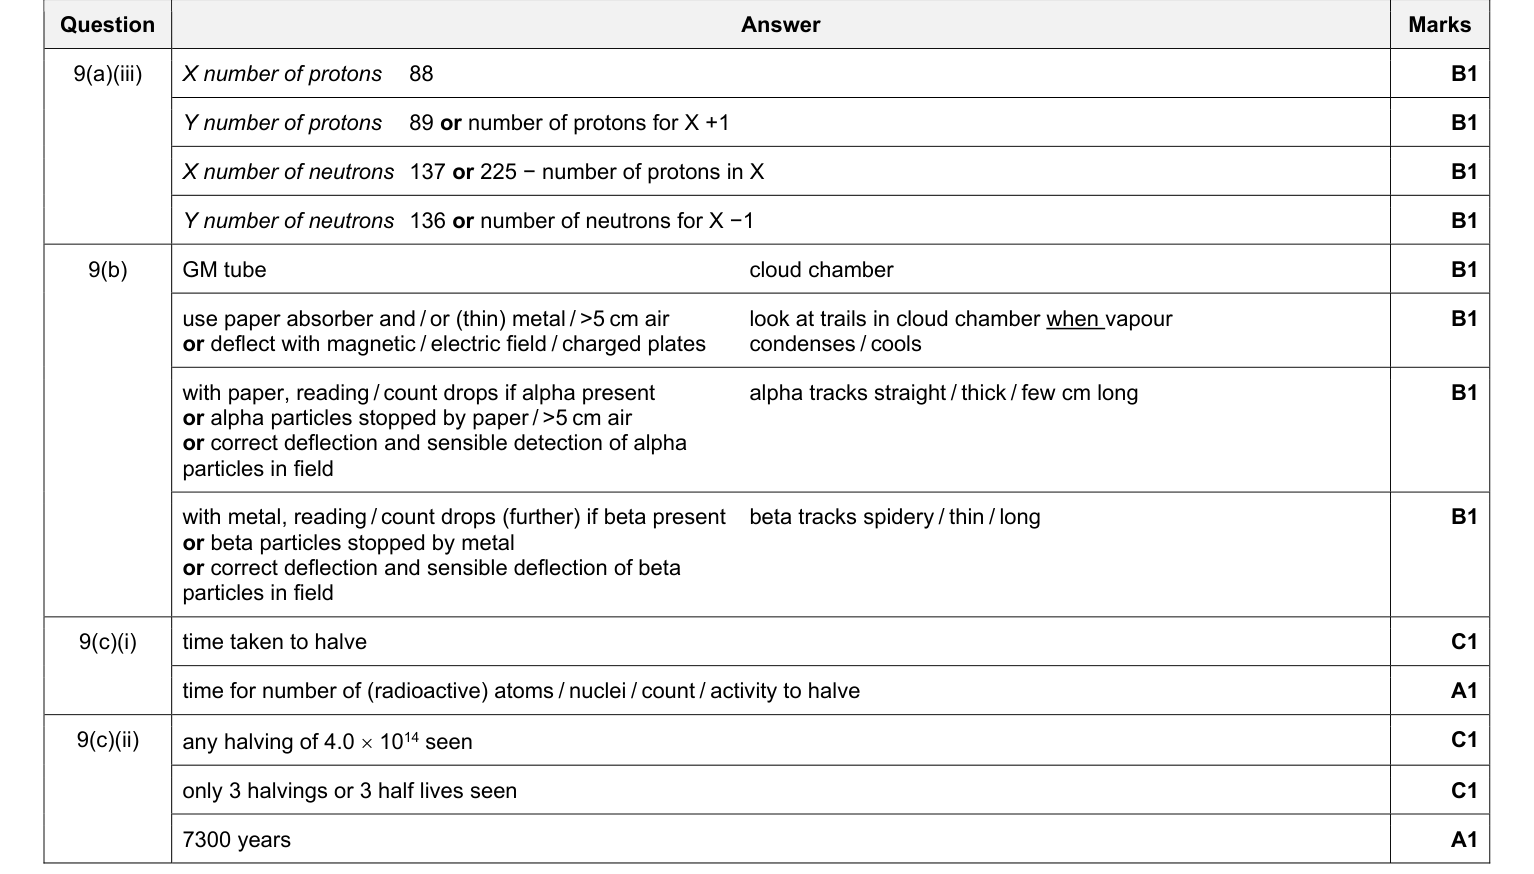 Question Answer Marks
9(a)(iii) X number of protons 88 B1
Y number of protons 89 or number of protons for X +1 B1
X number of neutrons 137 or 225 − number of protons in X B1
Y number of neutrons 136 or number of neutrons for X −1 B1
9(b) GM tube cloud chamber B1
use paper absorber and / or (thin) metal / >5 cm air look at trails in cloud chamber when vapour B1
or deflect with magnetic / electric field / charged plates condenses / cools
with paper, reading / count drops if alpha present alpha tracks straight / thick / few cm long B1
or alpha particles stopped by paper / >5 cm air
or correct deflection and sensible detection of alpha
particles in field
with metal, reading / count drops (further) if beta present beta tracks spidery / thin / long B1
or beta particles stopped by metal
or correct deflection and sensible deflection of beta
particles in field
9(c)(i) time taken to halve C1
time for number of (radioactive) atoms / nuclei / count / activity to halve A1
9(c)(ii) any halving of 4.0 × 10¹⁴ seen C1
only 3 halvings or 3 half lives seen C1
7300 years A1